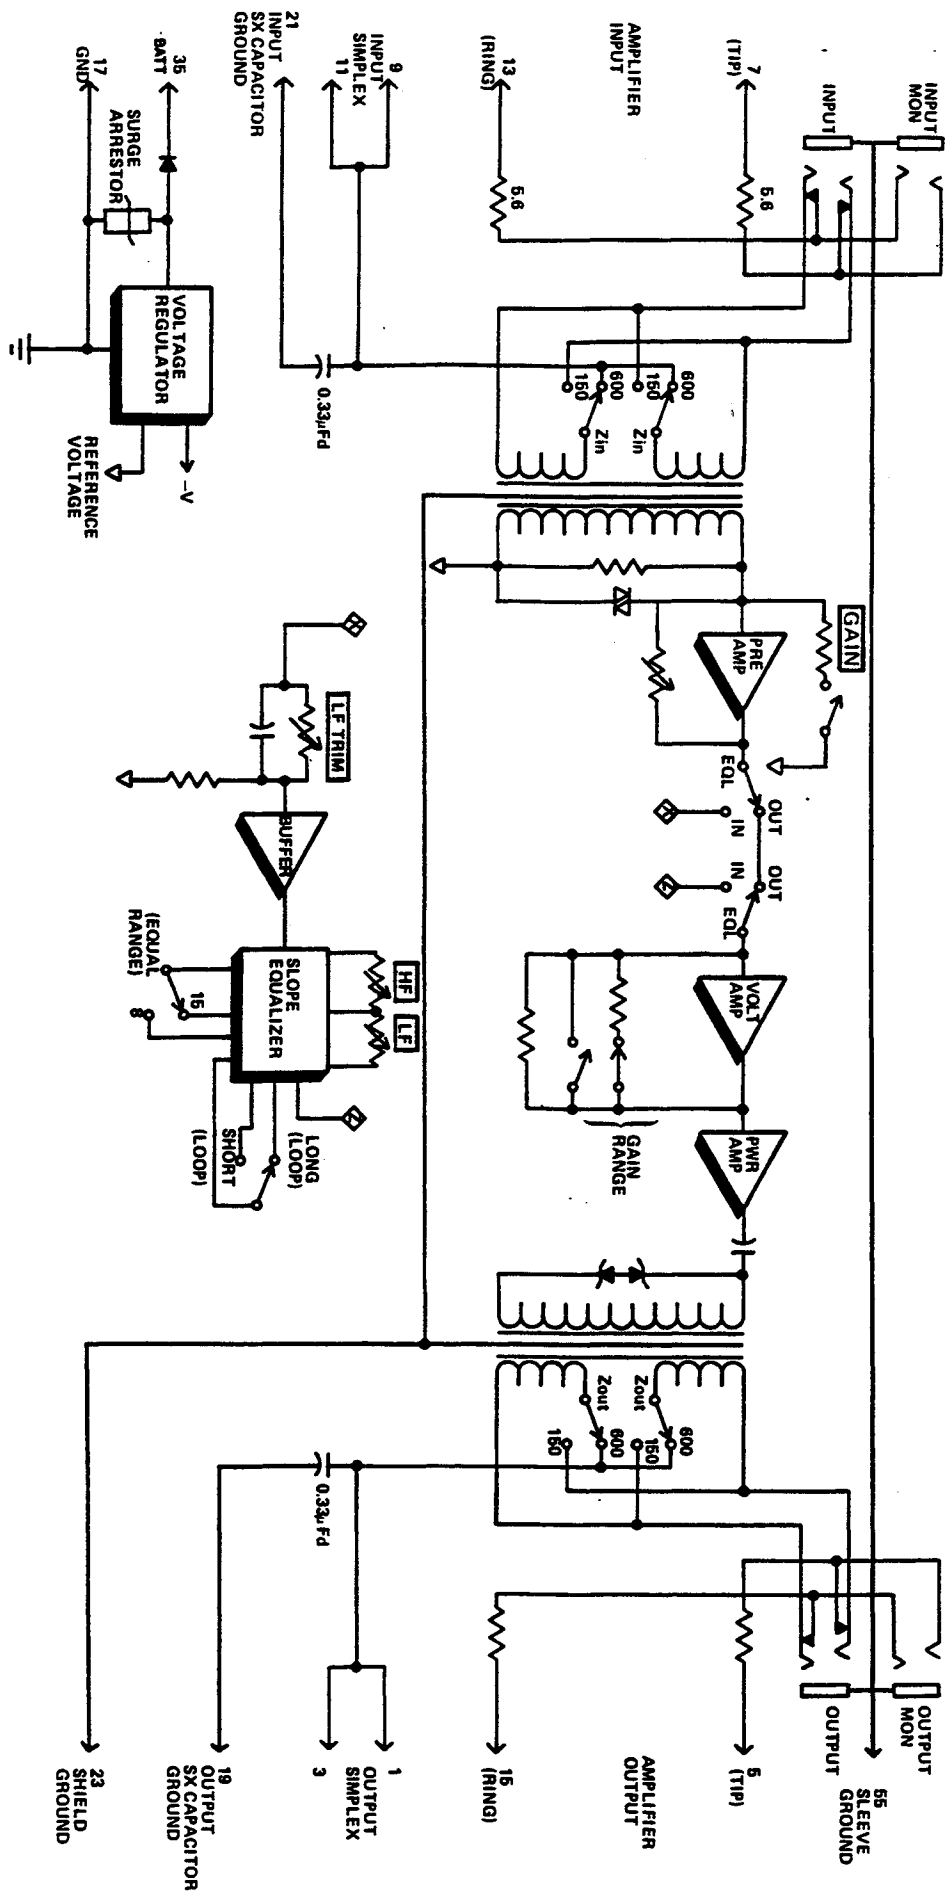 INPUT MON
INPUT
7
(TIP)
5.6
AMPLIFIER
INPUT
13
(RING)
5.6
9
INPUT
SIMPLEX
11
21
INPUT
SX CAPACITOR
GROUND
0.33µFd
35
BATT
17
GND
SURGE
ARRESTOR
VOLTAGE
REGULATOR
-V
REFERENCE
VOLTAGE
600
150
Zin
600
150
Zin
GAIN
PRE
AMP
EQL
OUT
IN
Y
OUT
IN
Z
EQL
VOLT
AMP
GAIN
RANGE
PWR
AMP
Y
LF TRIM
BUFFER
SLOPE
EQUALIZER
HF
LF
(EQUAL
RANGE)
15
8
Z
LONG
(LOOP)
SHORT
(LOOP)
Zout
600
150
Zout
600
150
0.33µFd
OUTPUT
MON
OUTPUT
55
SLEEVE
GROUND
5
(TIP)
AMPLIFIER
OUTPUT
15
(RING)
1
OUTPUT
SIMPLEX
3
19
OUTPUT
SX CAPACITOR
GROUND
23
SHIELD
GROUND